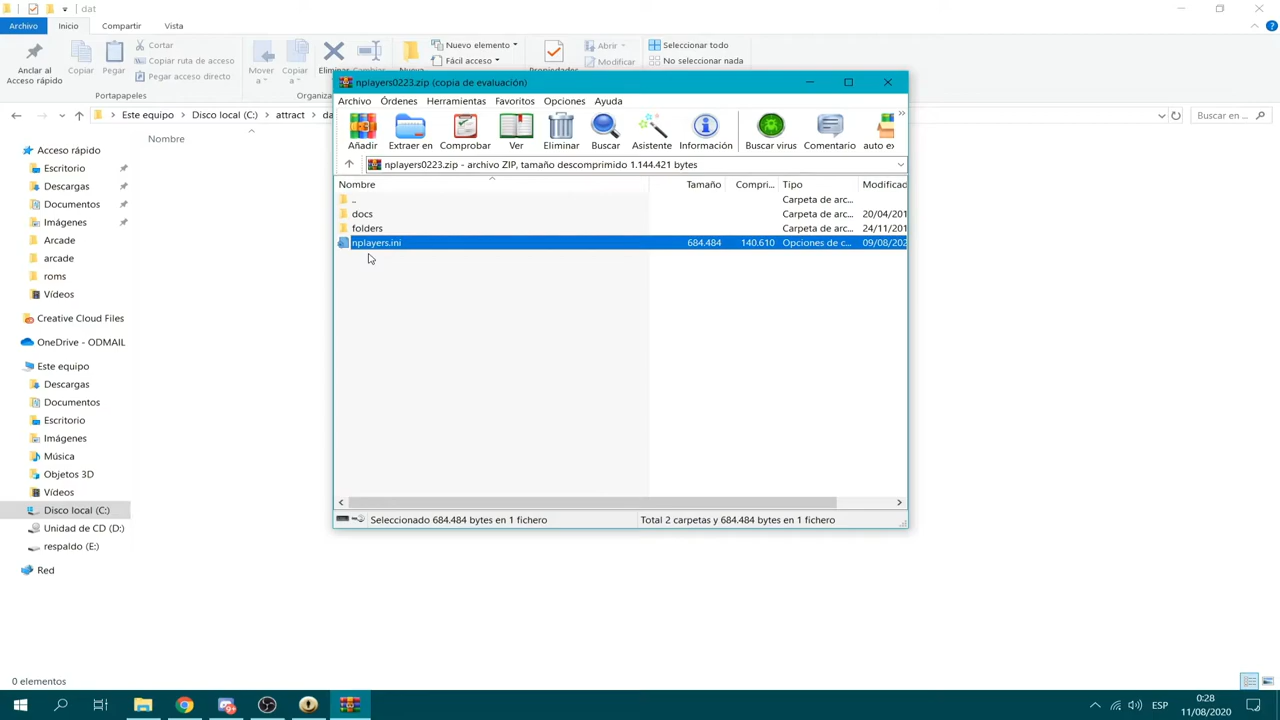 dat
Archivo Inicio Compartir Vista
Anclar al Acceso rápido
Copiar
Pegar
Cortar
Copiar ruta de acceso
Pegar acceso directo
Mover a
Copiar en
Eliminar
Cambiar
Nuevo elemento
Fácil acceso
Propiedades
Abrir
Modificar
Seleccionar todo
No selecciona nada
Portapapeles
Este equipo Disco local (C:) attract
Buscar en ...
Nombre
Acceso rápido
Escritorio
Descargas
Documentos
Imágenes
Arcade
arcade
roms
Vídeos
Creative Cloud Files
OneDrive - ODMAIL
Este equipo
Descargas
Documentos
Escritorio
Imágenes
Música
Objetos 3D
Vídeos
Disco local (C:)
Unidad de CD (D:)
respaldo (E:)
Red
0 elementos
nplayers0223.zip (copia de evaluación)
Archivo Órdenes Herramientas Favoritos Opciones Ayuda
Añadir Extraer en Comprobar Ver Eliminar Buscar Asistente Información Buscar virus Comentario auto ex
nplayers0223.zip - archivo ZIP, tamaño descomprimido 1.144.421 bytes
Nombre Tamaño Compri... Tipo Modificad
.. Carpeta de arc...
docs Carpeta de arc... 20/04/201
folders Carpeta de arc... 24/11/201
nplayers.ini 684.484 140.610 Opciones de c... 09/08/202
Seleccionado 684.484 bytes en 1 fichero Total 2 carpetas y 684.484 bytes en 1 fichero
ESP
0:28
11/08/2020